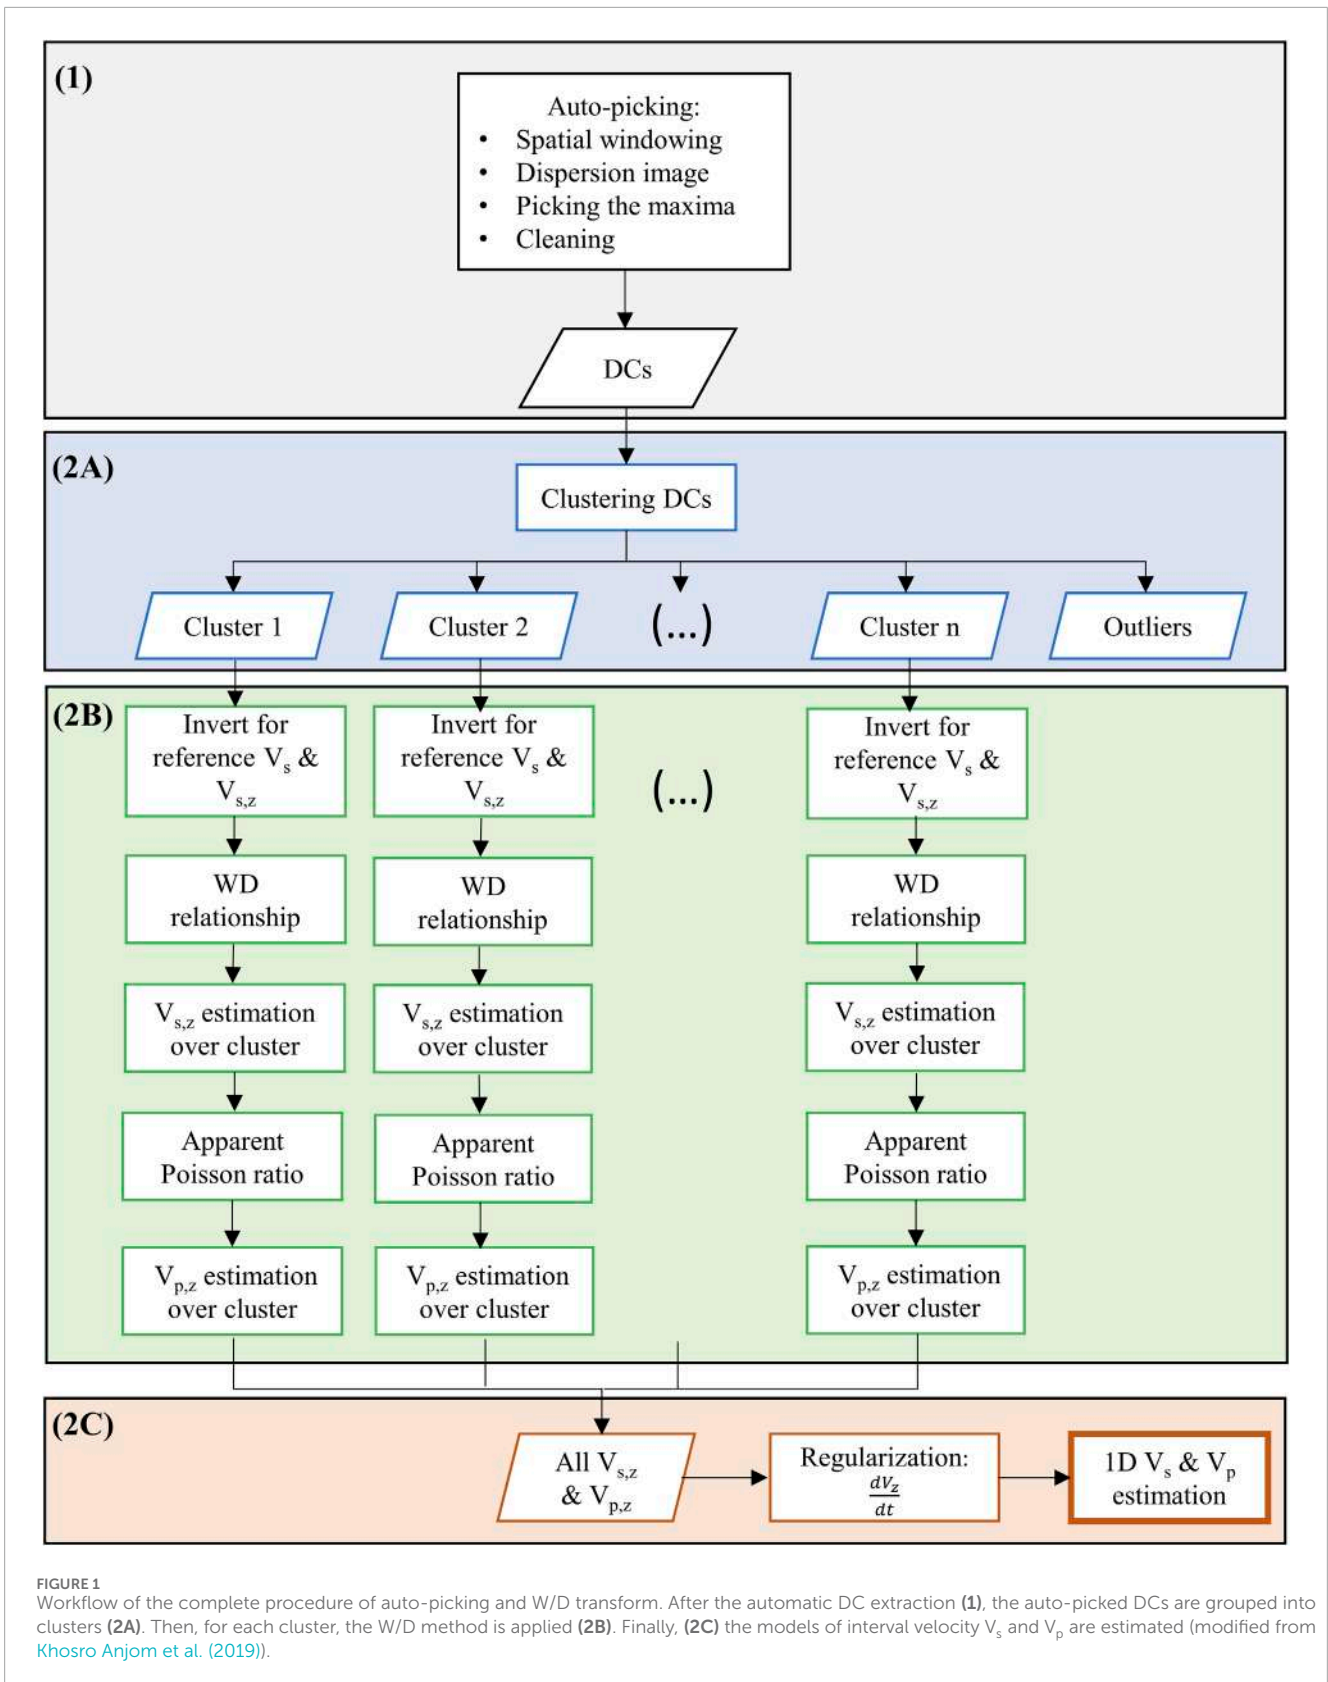 (1)
Auto-picking:
• Spatial windowing
• Dispersion image
• Picking the maxima
• Cleaning
DCs
(2A)
Clustering DCs
Cluster 1
Cluster 2
(...)
Cluster n
Outliers
(2B)
Invert for
reference Vs &
Vs,z
WD
relationship
Vs,z estimation
over cluster
Apparent
Poisson ratio
Vp,z estimation
over cluster
Invert for
reference Vs &
Vs,z
WD
relationship
Vs,z estimation
over cluster
Apparent
Poisson ratio
Vp,z estimation
over cluster
(...)
Invert for
reference Vs &
Vs,z
WD
relationship
Vs,z estimation
over cluster
Apparent
Poisson ratio
Vp,z estimation
over cluster
(2C)
All Vs,z
& Vp,z
Regularization:
dVz
dt
1D Vs & Vp
estimation
FIGURE 1
Workflow of the complete procedure of auto-picking and W/D transform. After the automatic DC extraction (1), the auto-picked DCs are grouped into
clusters (2A). Then, for each cluster, the W/D method is applied (2B). Finally, (2C) the models of interval velocity Vs and Vp are estimated (modified from
Khosro Anjom et al. (2019)).